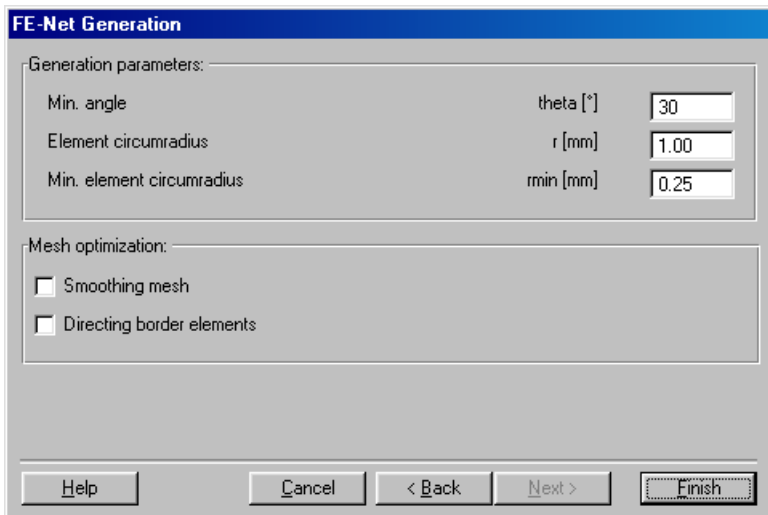 FE-Net Generation
Generation parameters:
Min. angle theta [°] 30
Element circumradius r [mm] 1.00
Min. element circumradius rmin [mm] 0.25
Mesh optimization:
Smoothing mesh
Directing border elements
Help Cancel < Back Next > Finish